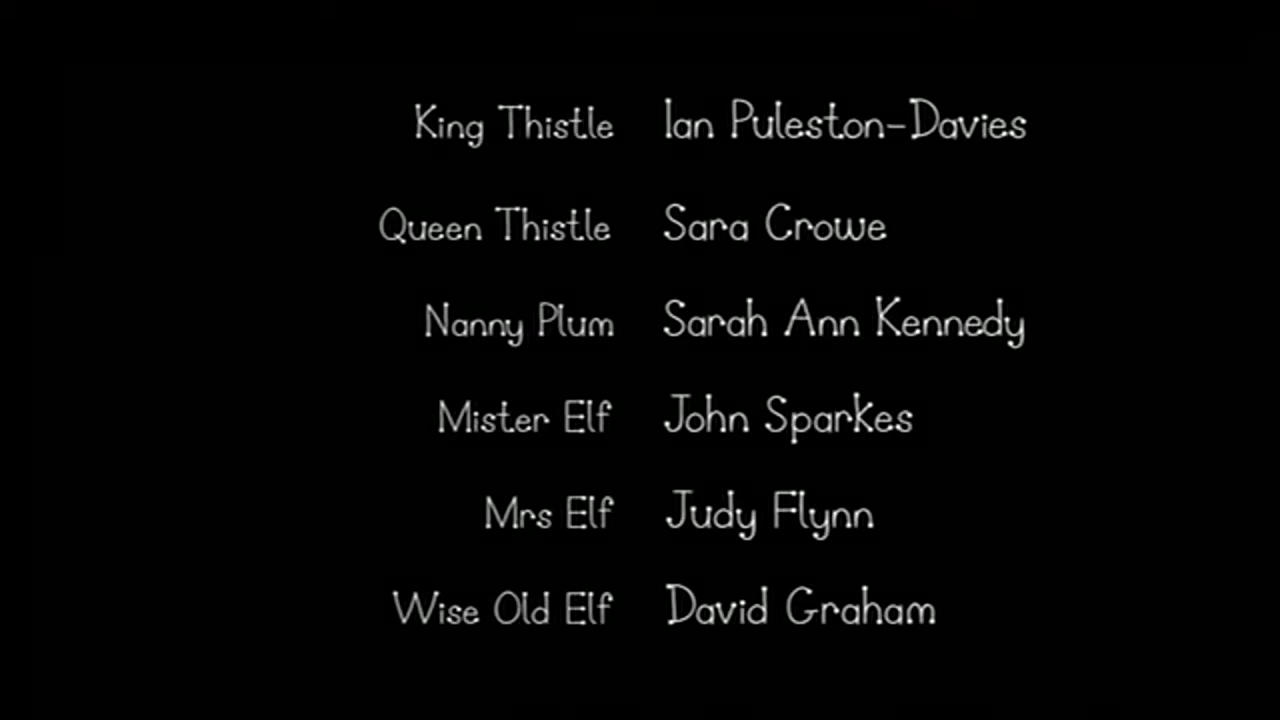 King Thistle Ian Puleston-Davies
Queen Thistle Sara Crowe
Nanny Plum Sarah Ann Kennedy
Mister Elf John Sparkes
Mrs Elf Judy Flynn
Wise Old Elf David Graham